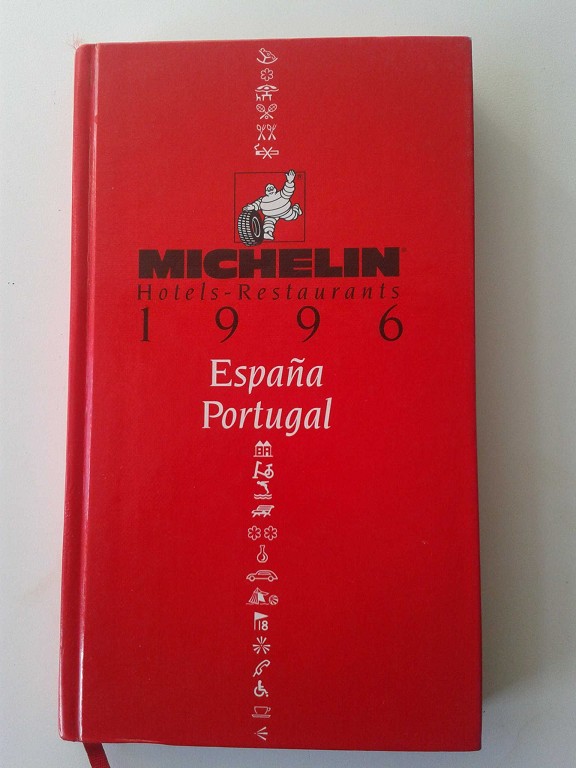 MICHELIN®
Hotels-Restaurants
1996
España
Portugal
18